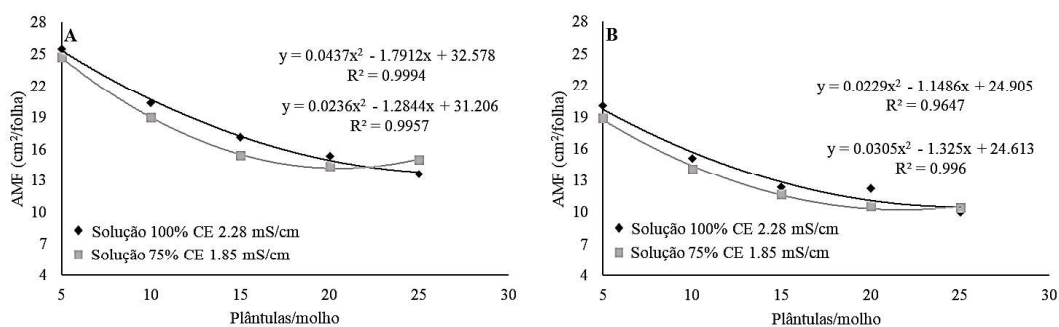 A
AMF (cm²/folha)
28
25
22
19
16
13
10
7
4
y = 0.0437x² - 1.7912x + 32.578
R² = 0.9994
y = 0.0236x² - 1.2844x + 31.206
R² = 0.9957
Solução 100% CE 2.28 mS/cm
Solução 75% CE 1.85 mS/cm
5 10 15 20 25 30
Plântulas/molho
B
AMF (cm²/folha)
28
25
22
19
16
13
10
7
4
y = 0.0229x² - 1.1486x + 24.905
R² = 0.9647
y = 0.0305x² - 1.325x + 24.613
R² = 0.996
Solução 100% CE 2.28 mS/cm
Solução 75% CE 1.85 mS/cm
5 10 15 20 25 30
Plântulas/molho